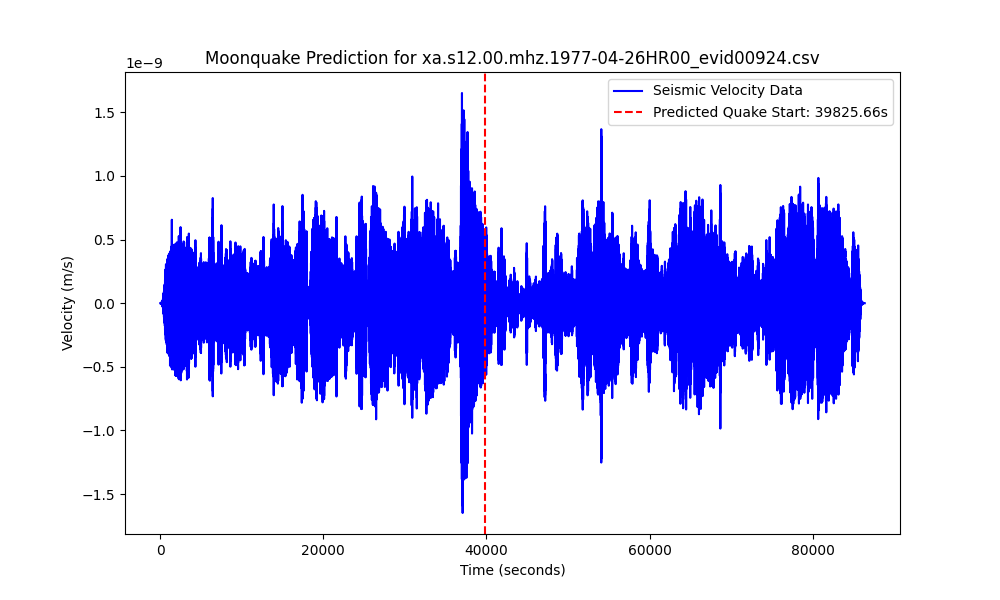 Moonquake Prediction for xa.s12.00.mhz.1977-04-26HR00_evid00924.csv
1e−9
Seismic Velocity Data
Predicted Quake Start: 39825.66s
1.5
1.0
0.5
0.0
−0.5
−1.0
−1.5
Velocity (m/s)
0 20000 40000 60000 80000
Time (seconds)